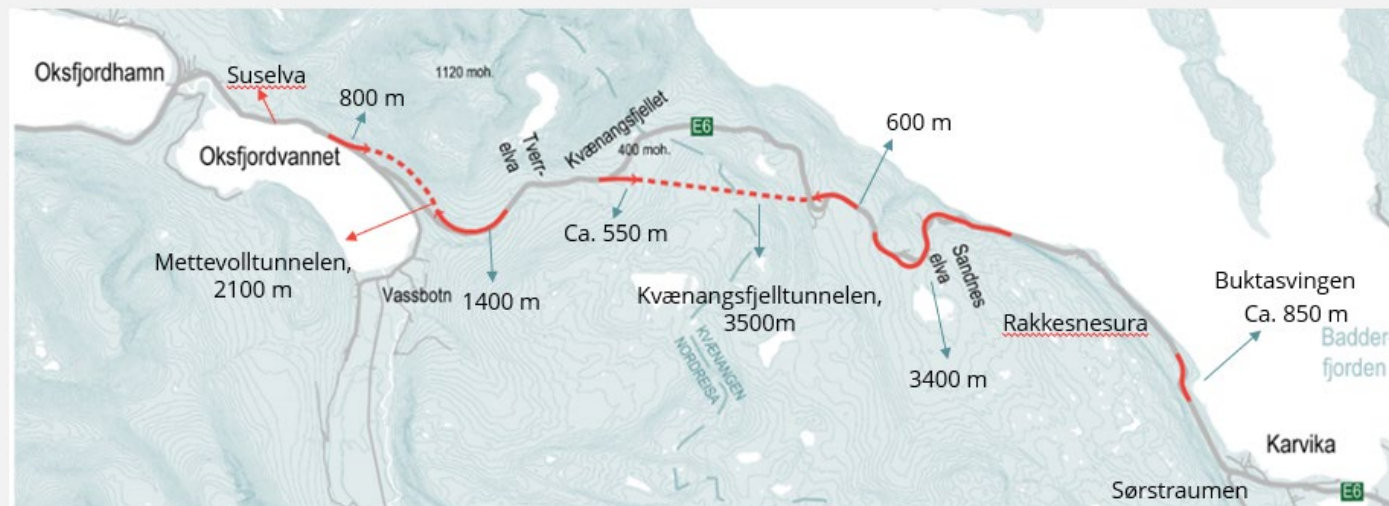 Oksfjordhamn
Suselva
800 m
1120 moh.
Oksfjordvannet
Tverr-
elva
Kvænangsfjellet
400 moh.
E6
600 m
Mettevolltunnelen,
2100 m
Vassbotn
1400 m
Ca. 550 m
Kvænangsfjelltunnelen,
3500m
KVÆNANGEN
NORDREISA
Sandnes
elva
3400 m
Rakkesnesura
Buktasvingen
Ca. 850 m
Badder-
fjorden
Karvika
Sørstraumen
E6